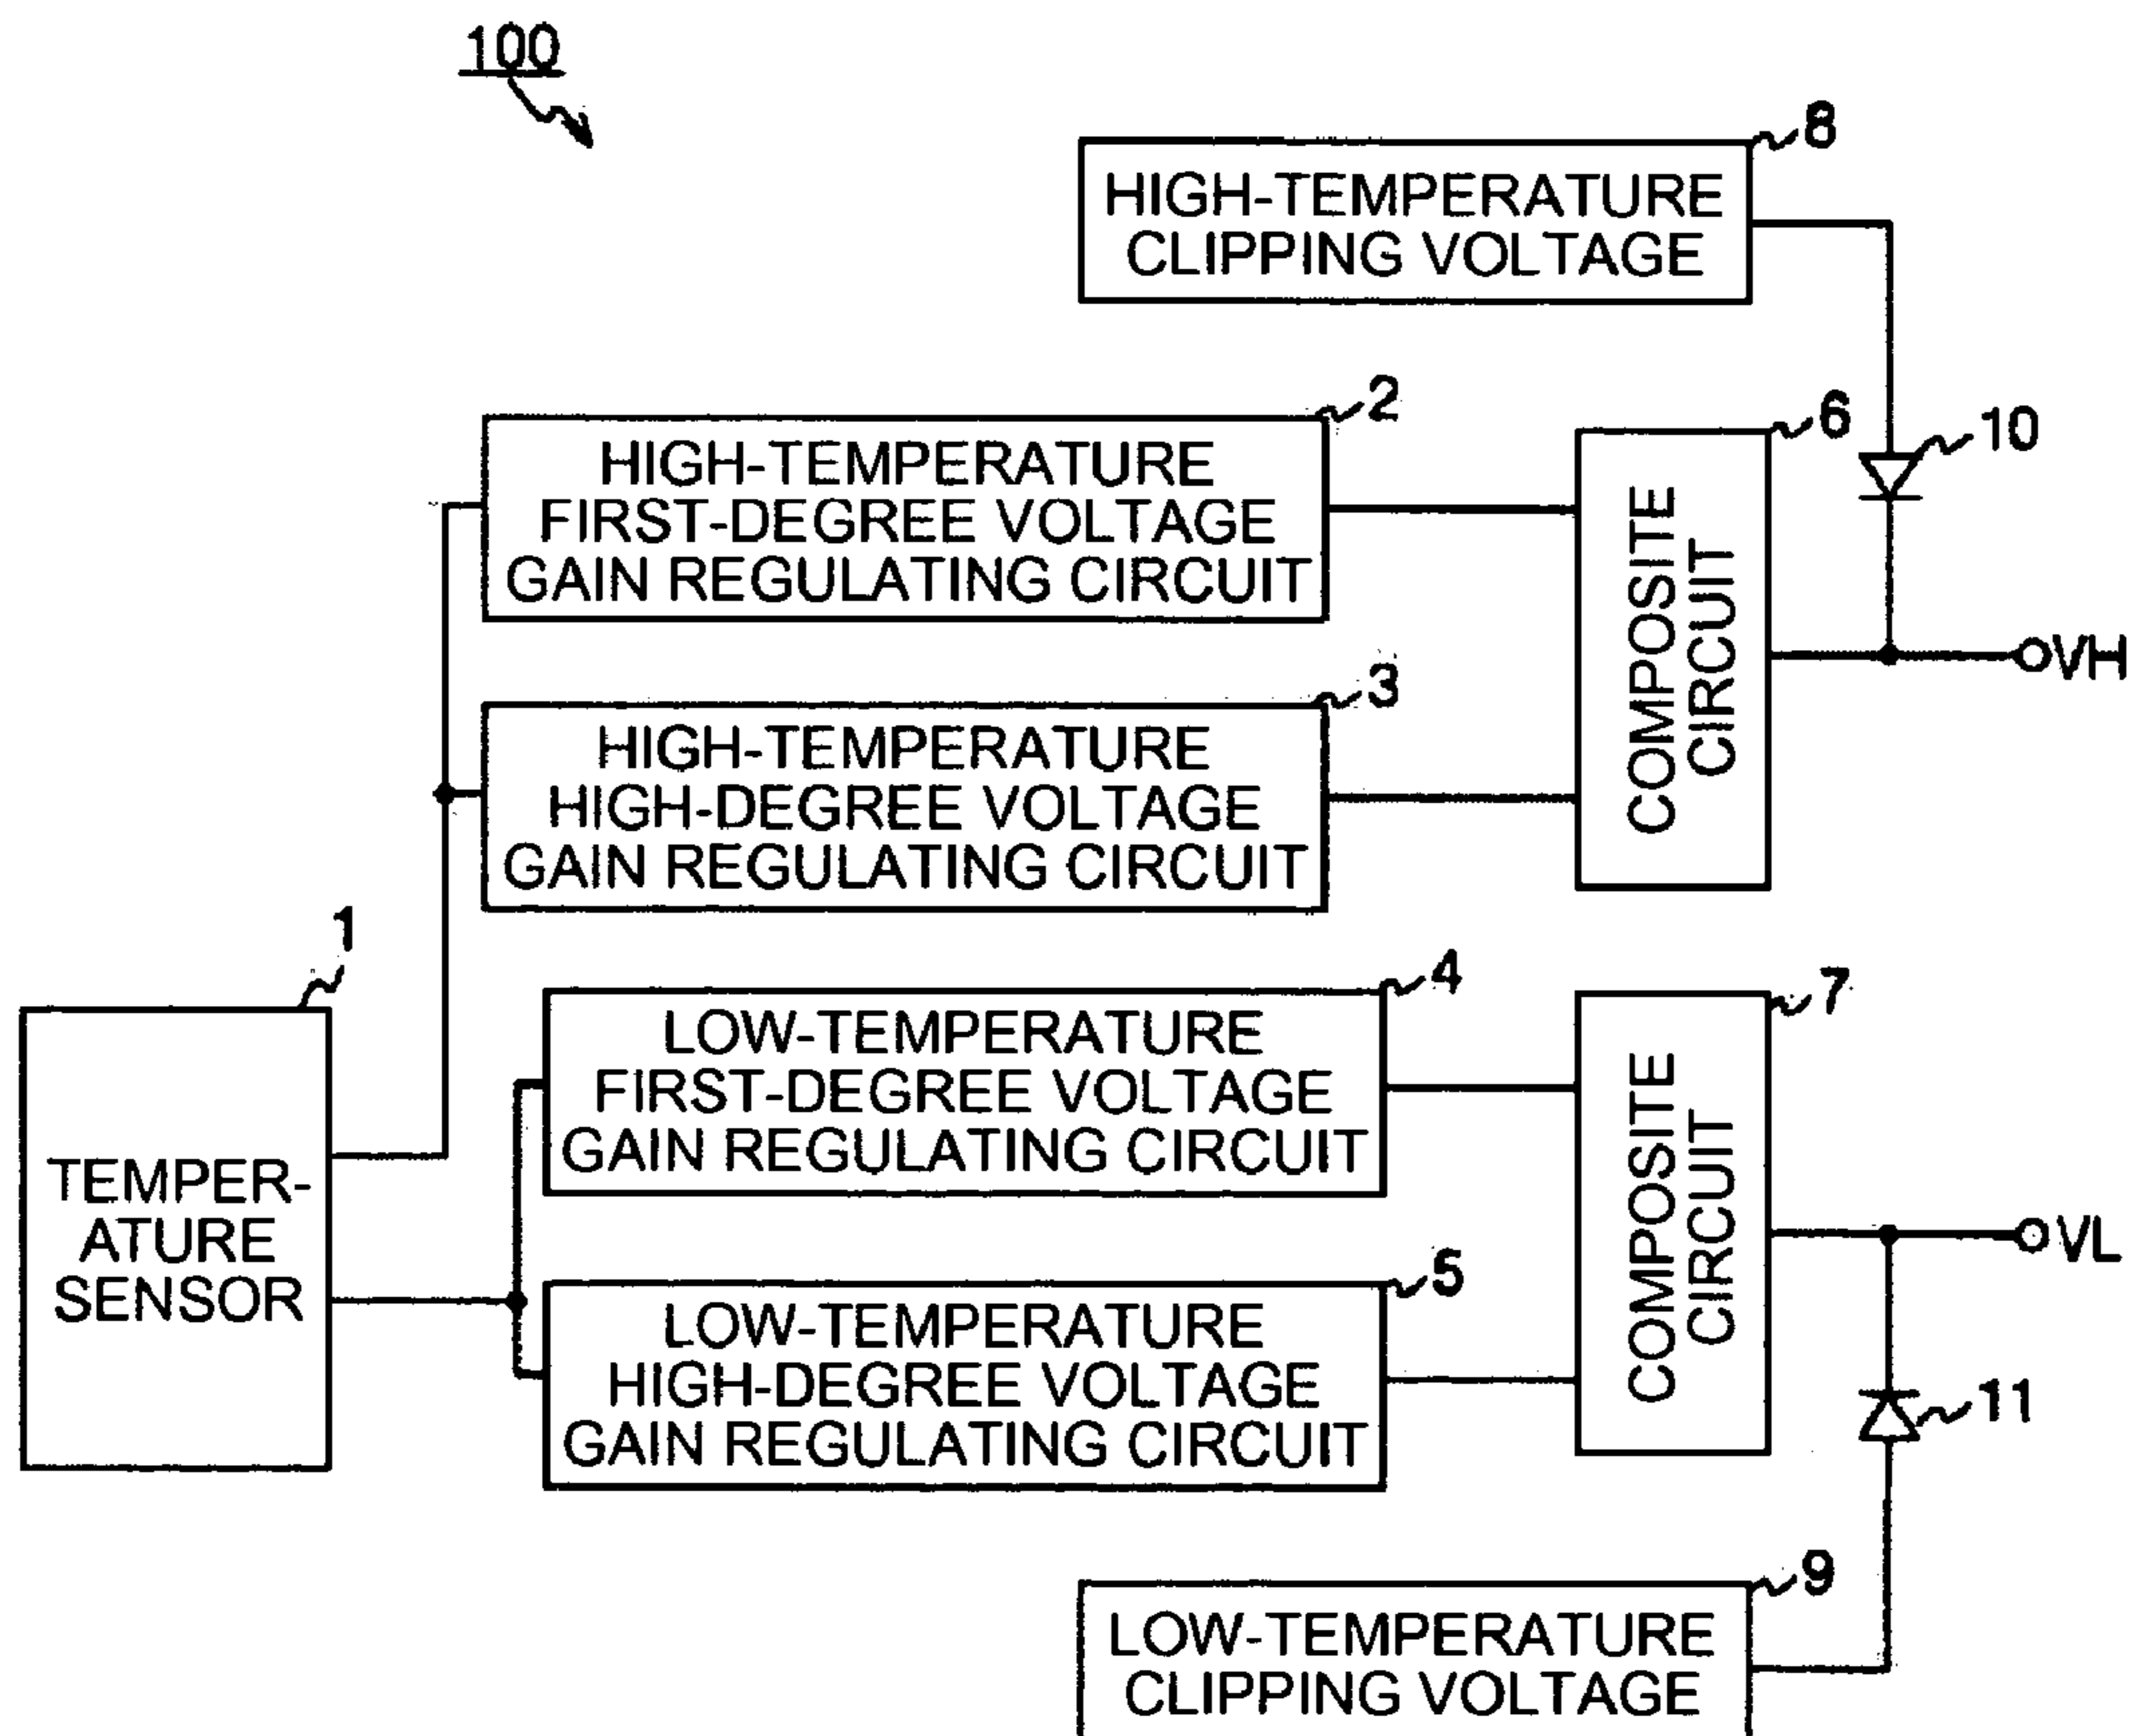 100
8
HIGH-TEMPERATURE
CLIPPING VOLTAGE
2
HIGH-TEMPERATURE
FIRST-DEGREE VOLTAGE
GAIN REGULATING CIRCUIT
6
COMPOSITE
CIRCUIT
10
VH
3
HIGH-TEMPERATURE
HIGH-DEGREE VOLTAGE
GAIN REGULATING CIRCUIT
1
TEMPER-
ATURE
SENSOR
4
LOW-TEMPERATURE
FIRST-DEGREE VOLTAGE
GAIN REGULATING CIRCUIT
7
COMPOSITE
CIRCUIT
VL
5
LOW-TEMPERATURE
HIGH-DEGREE VOLTAGE
GAIN REGULATING CIRCUIT
11
9
LOW-TEMPERATURE
CLIPPING VOLTAGE